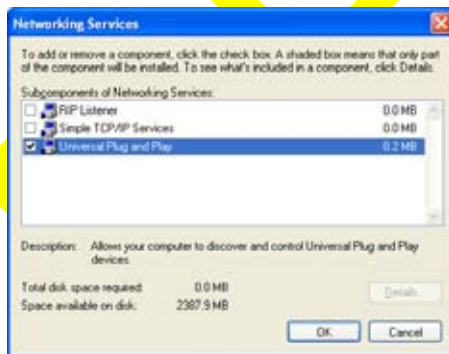 Networking Services
To add or remove a component, click the check box. A shaded box means that only part
of the component will be installed. To see what's included in a component, click Details.
Subcomponents of Networking Services:
RIP Listener 0.0 MB
Simple TCP/IP Services 0.0 MB
Universal Plug and Play 0.2 MB
Description: Allows your computer to discover and control Universal Plug and Play
devices.
Total disk space required: 0.0 MB
Space available on disk: 2387.9 MB
Details...
OK Cancel